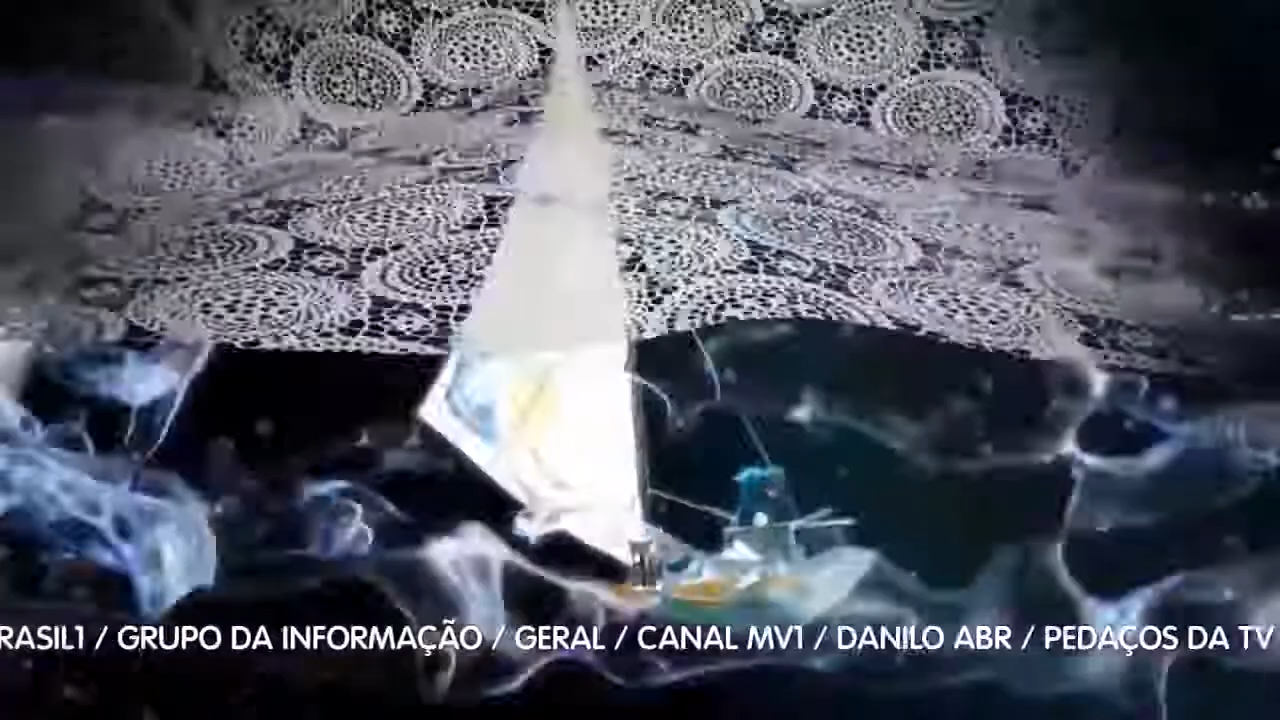 RASIL1 / GRUPO DA INFORMAÇÃO / GERAL / CANAL MV1 / DANILO ABR / PEDAÇOS DA TV